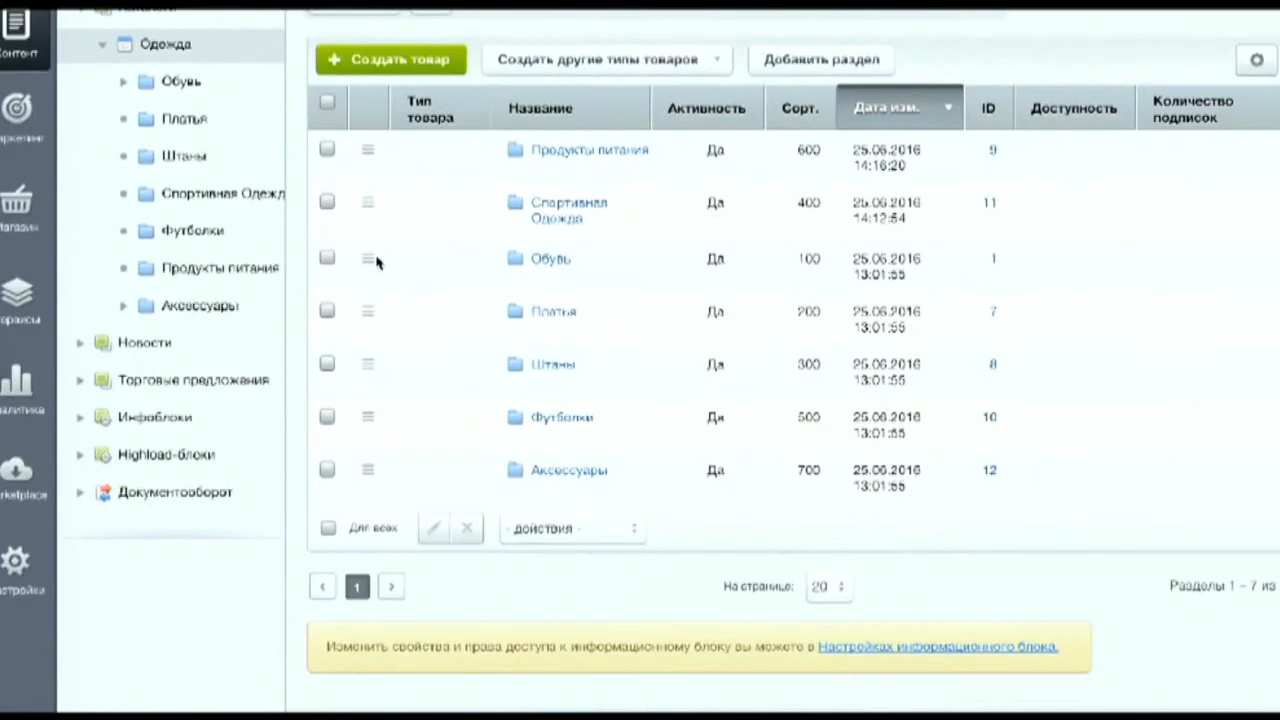 Контент
Одежда
Обувь
Платья
Штаны
Спортивная Одежд
Футболки
Продукты питания
Аксессуары
Новости
Торговые предложения
Инфоблоки
Highload-блоки
Документооборот
Создать товар
Создать другие типы товаров
Добавить раздел
Тип товара Название Активность Сорт. Дата изм. ID Доступность Количество подписок
Продукты питания Да 600 25.06.2016 9
14:16:20
Спортивная Да 400 25.06.2016 11
Одежда 14:12:54
Обувь Да 100 25.06.2016 1
13:01:55
Платья Да 200 25.06.2016 7
13:01:55
Штаны Да 300 25.06.2016 8
13:01:55
Футболки Да 500 25.06.2016 10
13:01:55
Аксессуары Да 700 25.06.2016 12
13:01:55
Для всех - действия -
1 На странице: 20 Разделы 1 – 7 из
Изменить свойства и права доступа к информационному блоку вы можете в Настройках информационного блока.
аркетинг
Магазин
ервисы
налитика
rketplace
астройки